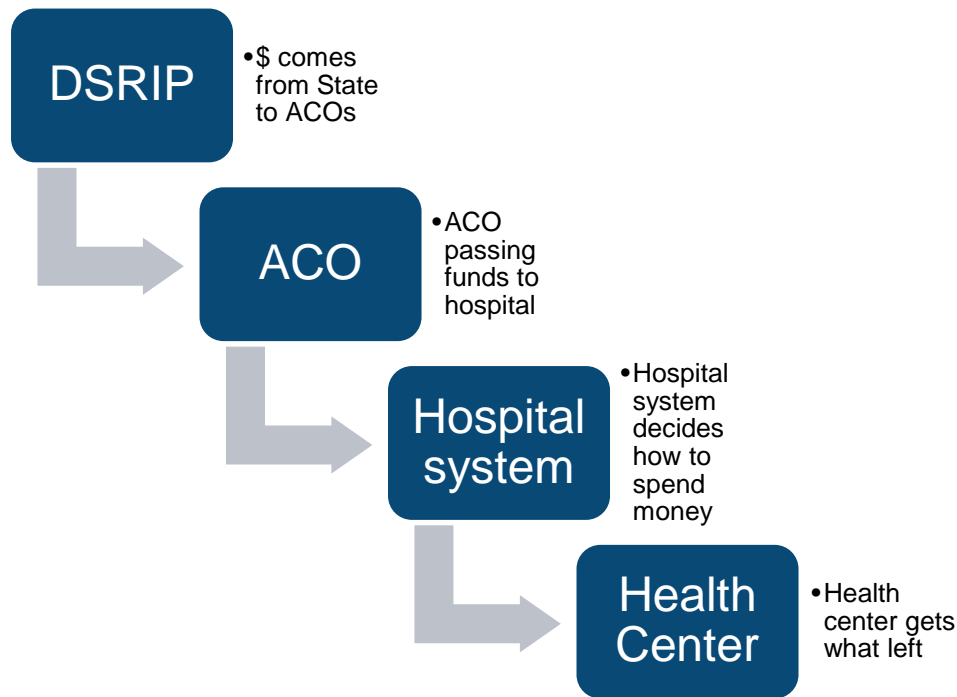 DSRIP
•$ comes
from State
to ACOs
ACO
•ACO
passing
funds to
hospital
Hospital
system
•Hospital
system
decides
how to
spend
money
Health
Center
•Health
center gets
what left